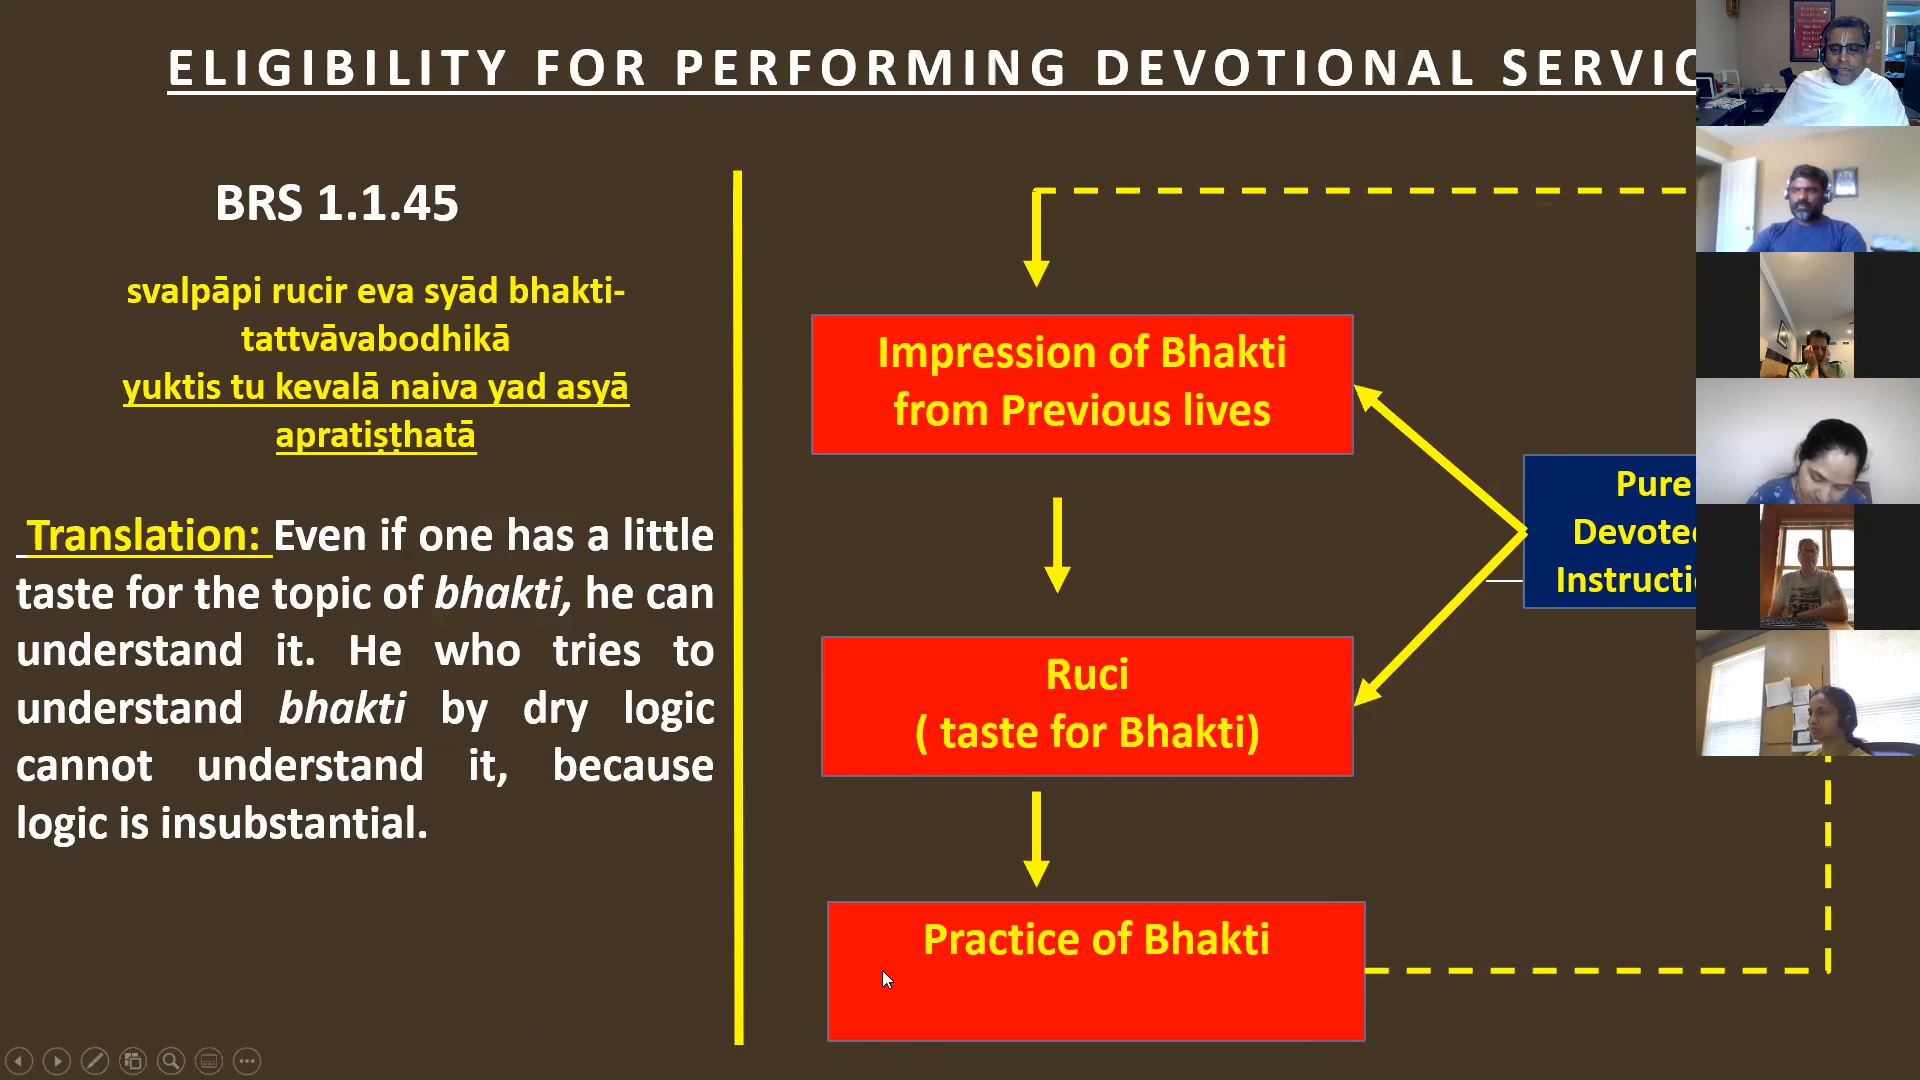 ELIGIBILITY FOR PERFORMING DEVOTIONAL
BRS 1.1.45
svalpāpi rucir eva syād bhakti-
tattvāvabodhikā
yuktis tu kevalā naiva yad asyā
apratiṣṭhatā
Translation: Even if one has a little
taste for the topic of bhakti, he can
understand it. He who tries to
understand bhakti by dry logic
cannot understand it, because
logic is insubstantial.
Impression of Bhakti
from Previous lives
Pure
Ruci
( taste for Bhakti)
Practice of Bhakti